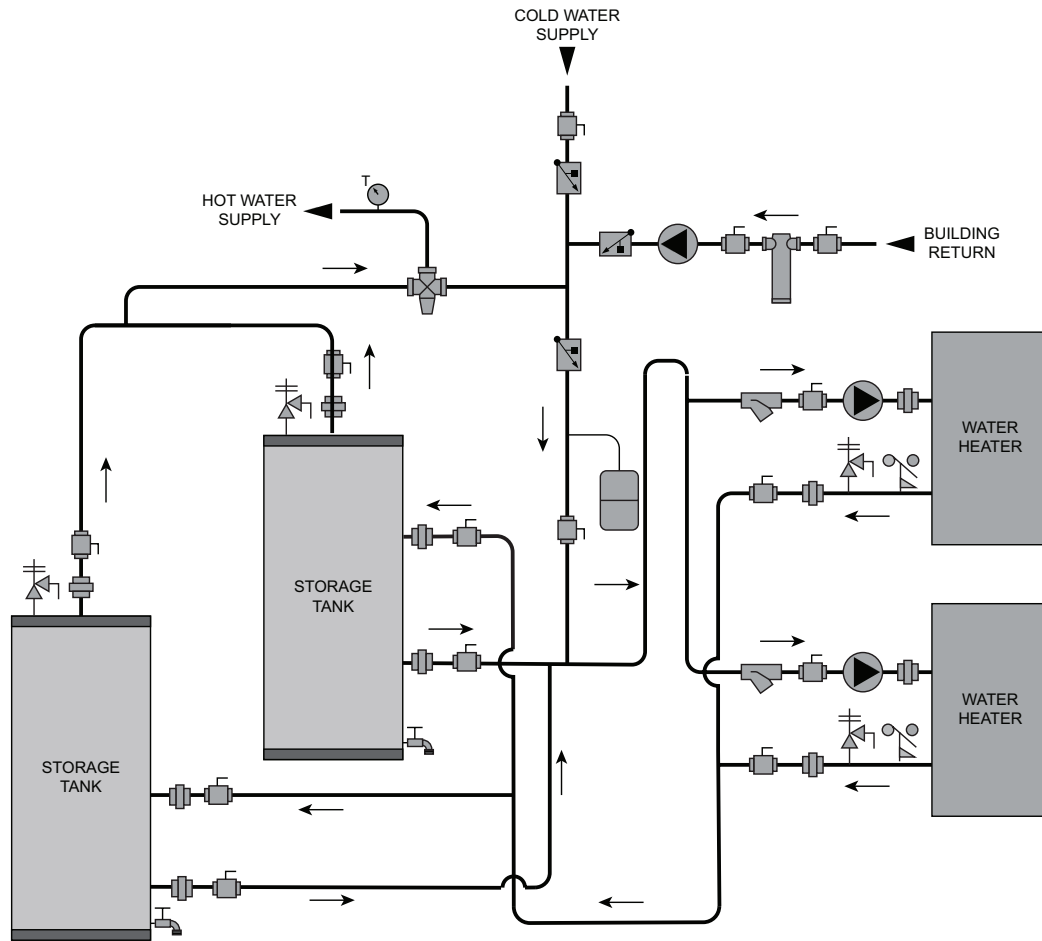 COLD WATER
SUPPLY
T
HOT WATER
SUPPLY
BUILDING
RETURN
WATER
HEATER
STORAGE
TANK
WATER
HEATER
STORAGE
TANK